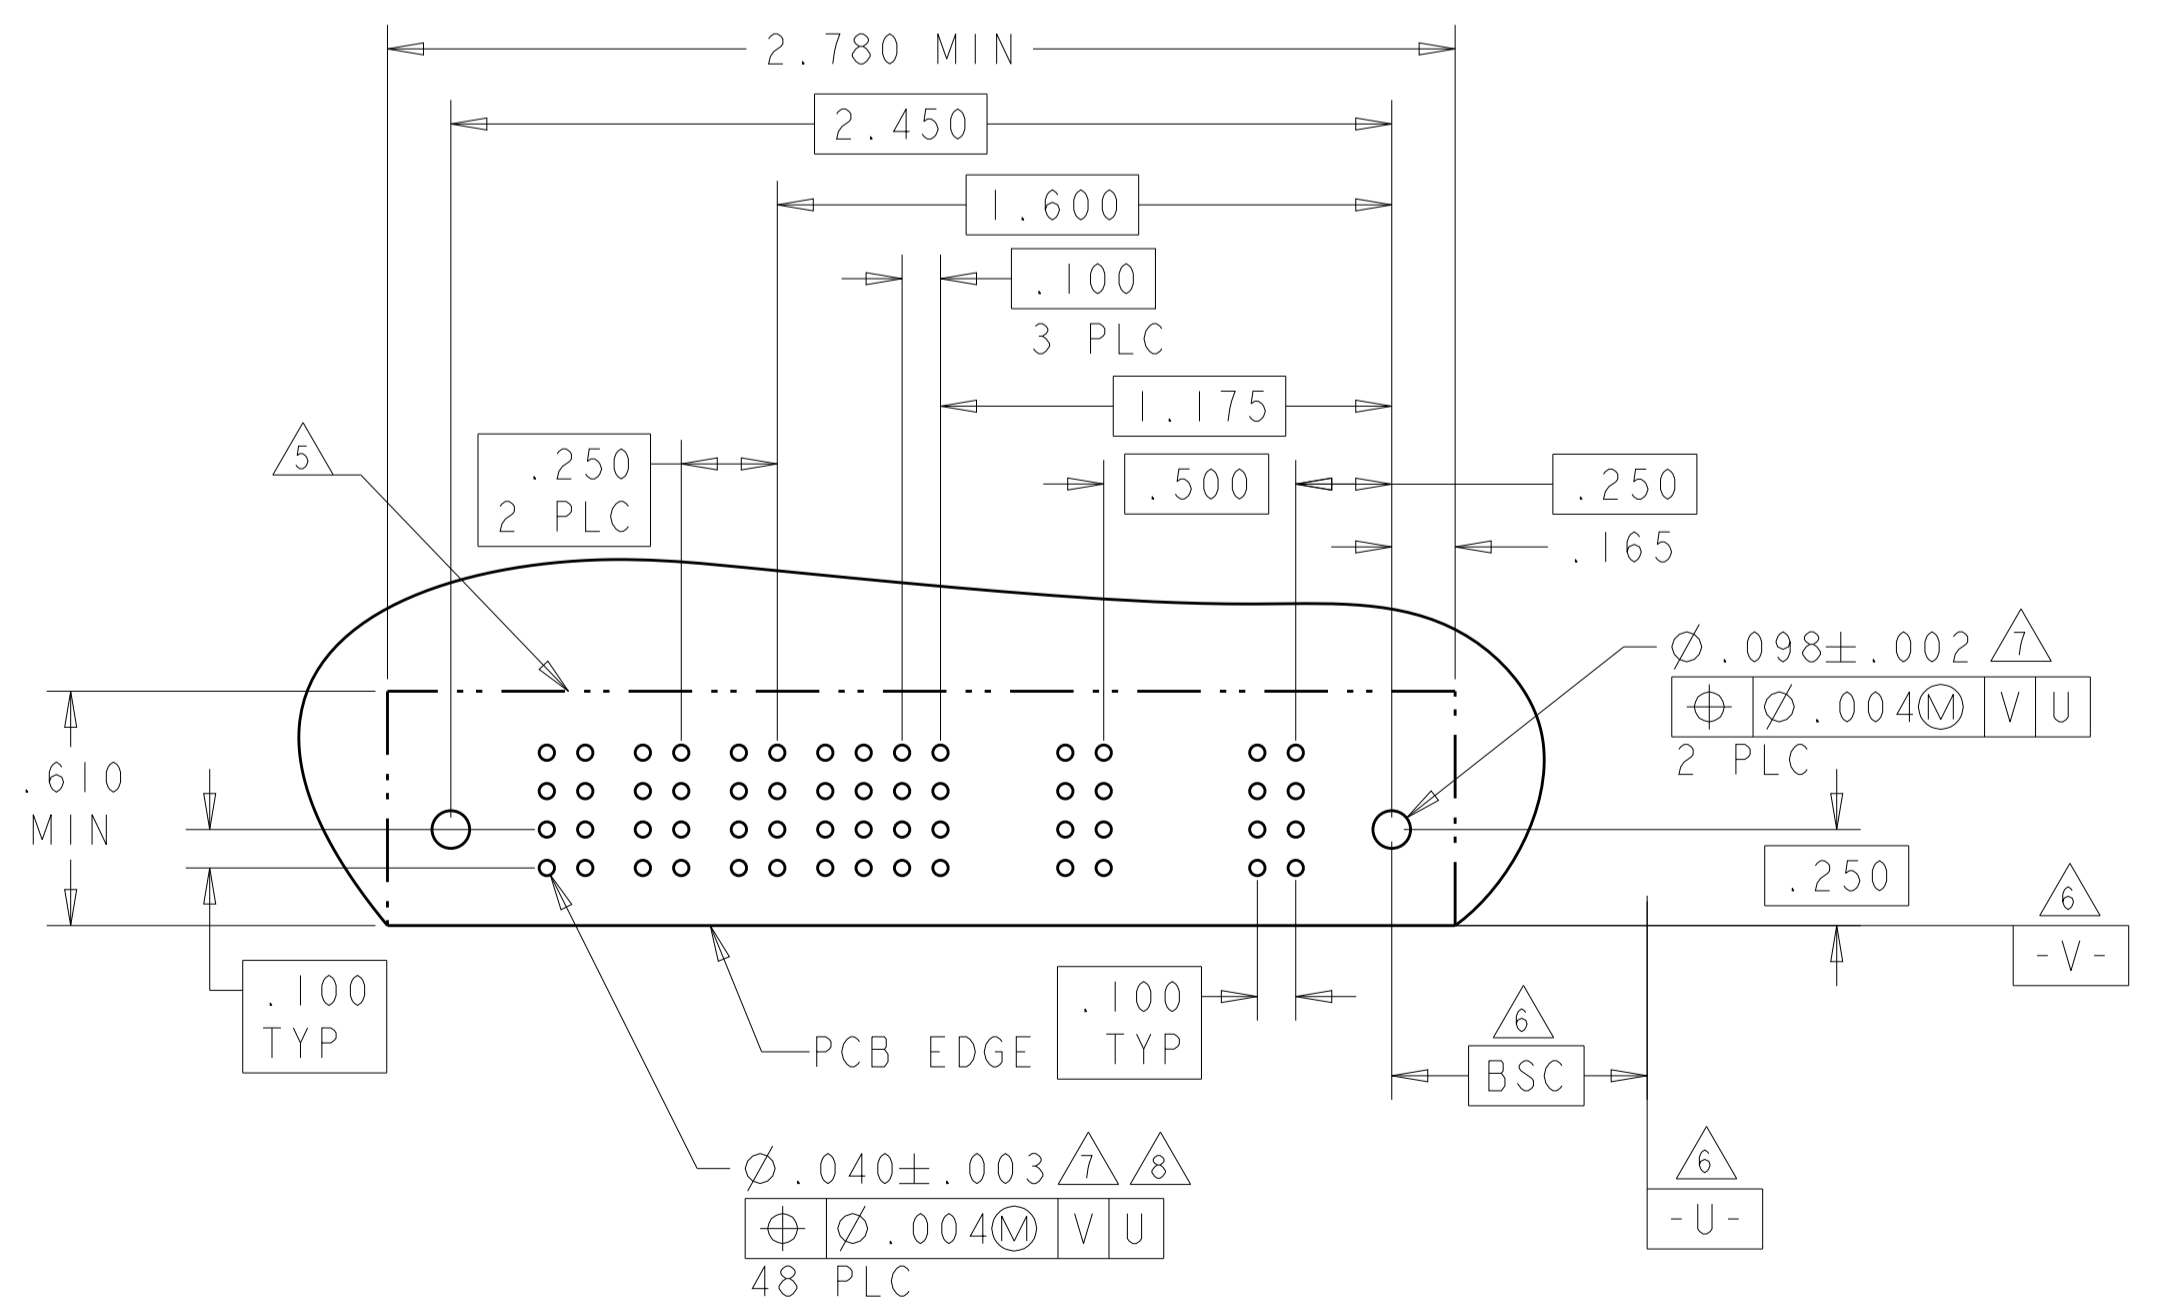 2.780 MIN
2.450
1.600
.100
3 PLC
1.175
5
.250
2 PLC
.500
.250
.165
⌀.098±.002 7
⌖ ⌀.004Ⓜ V U
2 PLC
.610
MIN
.250
6
-V-
.100
TYP
.100
TYP
PCB EDGE
6
BSC
⌀.040±.003 7 8
⌖ ⌀.004Ⓜ V U
48 PLC
6
-U-